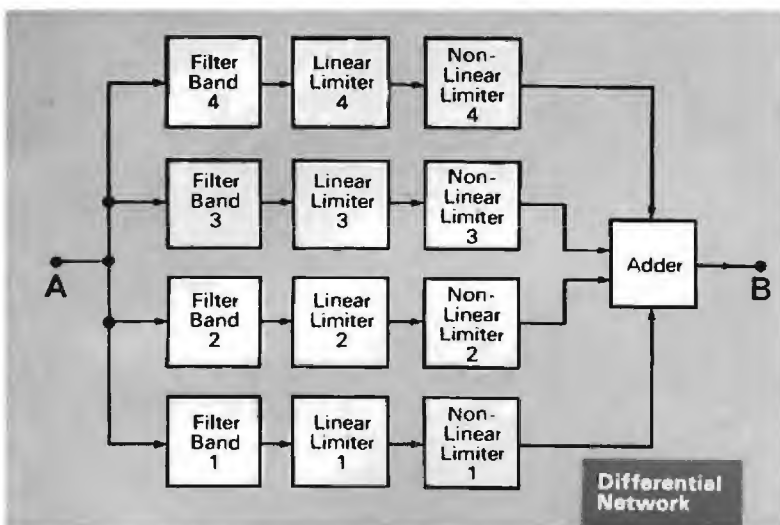 Filter
Band
4
Linear
Limiter
4
Non-
Linear
Limiter
4
Filter
Band
3
Linear
Limiter
3
Non-
Linear
Limiter
3
A
Adder
B
Filter
Band
2
Linear
Limiter
2
Non-
Linear
Limiter
2
Filter
Band
1
Linear
Limiter
1
Non-
Linear
Limiter
1
Differential
Network